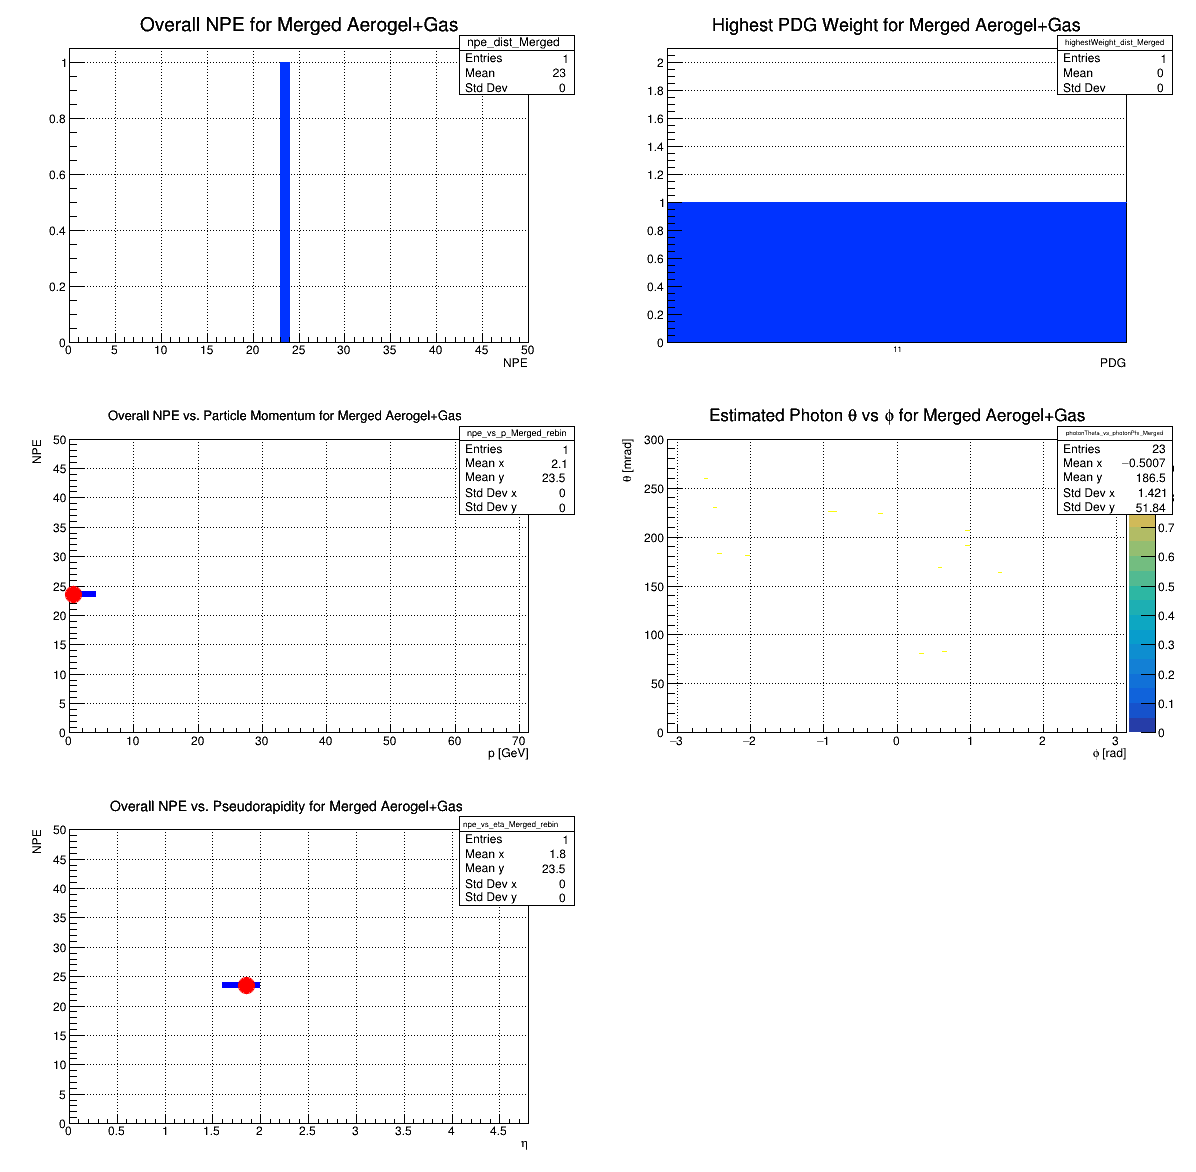 Overall NPE for Merged Aerogel+Gas
npe_dist_Merged
Entries 1
Mean 23
Std Dev 0
1
0.8
0.6
0.4
0.2
0
0 5 10 15 20 25 30 35 40 45 50
NPE
Highest PDG Weight for Merged Aerogel+Gas
highestWeight_dist_Merged
Entries 1
Mean 0
Std Dev 0
2
1.8
1.6
1.4
1.2
1
0.8
0.6
0.4
0.2
0
11
PDG
Overall NPE vs. Particle Momentum for Merged Aerogel+Gas
npe_vs_p_Merged_rebin
Entries 1
Mean x 2.1
Mean y 23.5
Std Dev x 0
Std Dev y 0
NPE
50
45
40
35
30
25
20
15
10
5
0
0 10 20 30 40 50 60 70
p [GeV]
Estimated Photon θ vs ϕ for Merged Aerogel+Gas
photonTheta_vs_photonPhi_Merged
Entries 23
Mean x −0.5007
Mean y 186.5
Std Dev x 1.421
Std Dev y 51.84
θ [mrad]
300
250
200
150
100
50
0
−3 −2 −1 0 1 2 3
ϕ [rad]
0.7
0.6
0.5
0.4
0.3
0.2
0.1
0
Overall NPE vs. Pseudorapidity for Merged Aerogel+Gas
npe_vs_eta_Merged_rebin
Entries 1
Mean x 1.8
Mean y 23.5
Std Dev x 0
Std Dev y 0
NPE
50
45
40
35
30
25
20
15
10
5
0
0 0.5 1 1.5 2 2.5 3 3.5 4 4.5
η